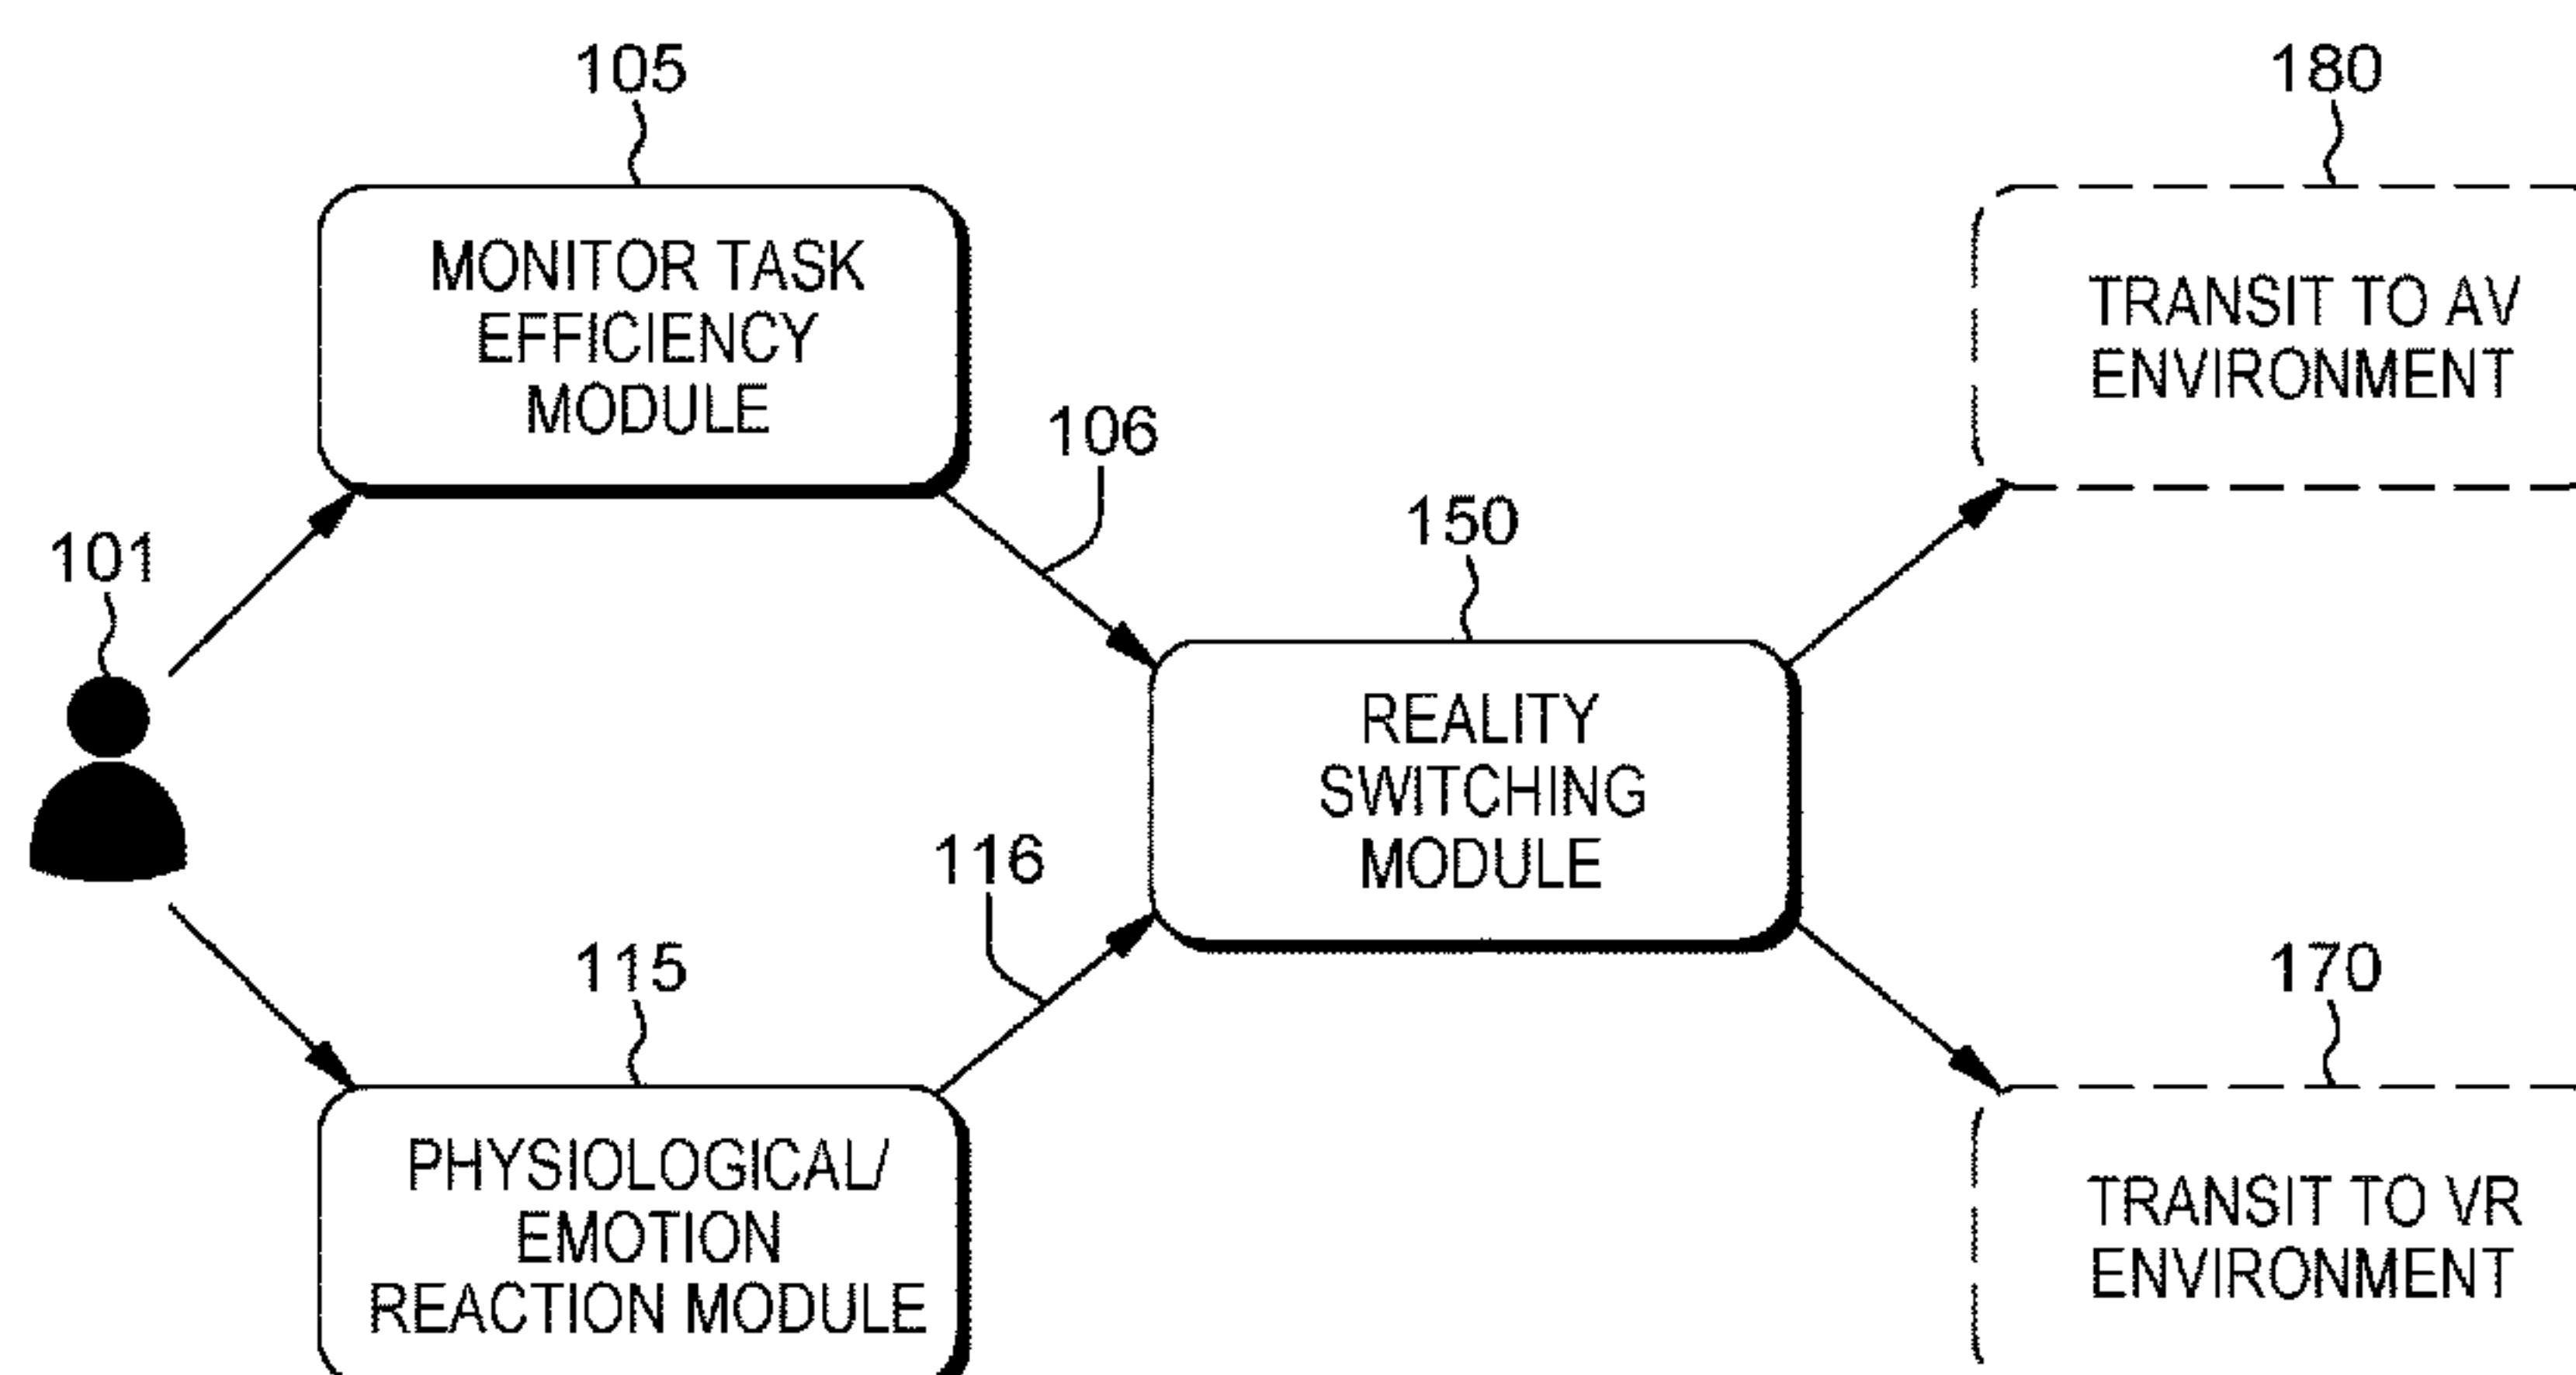 105
MONITOR TASK
EFFICIENCY
MODULE
180
TRANSIT TO AV
ENVIRONMENT
106
101
150
REALITY
SWITCHING
MODULE
116
115
PHYSIOLOGICAL/
EMOTION
REACTION MODULE
170
TRANSIT TO VR
ENVIRONMENT